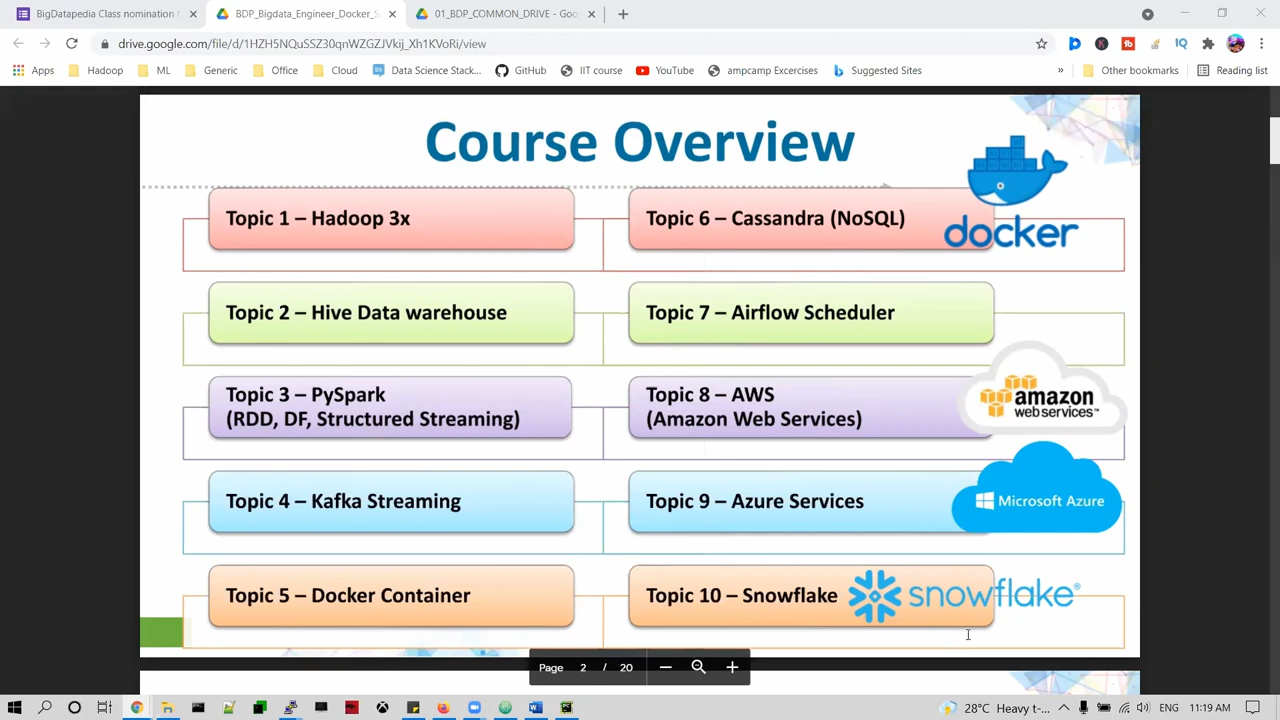 BigDatapedia Class nomination f
BDP_Bigdata_Engineer_Docker_S
01_BDP_COMMON_DRIVE - Goo
drive.google.com/file/d/1HZH5NQuSSZ30qnWZGZJVkiJ_Xh1KVoRi/view
Apps
Hadoop
ML
Generic
Office
Cloud
Data Science Stack...
GitHub
IIT course
YouTube
ampcamp Excercises
Suggested Sites
»
Other bookmarks
Reading list
Course Overview
docker
Topic 1 – Hadoop 3x
Topic 6 – Cassandra (NoSQL)
Topic 2 – Hive Data warehouse
Topic 7 – Airflow Scheduler
Topic 3 – PySpark
(RDD, DF, Structured Streaming)
Topic 8 – AWS
(Amazon Web Services)
amazon
web services™
Topic 4 – Kafka Streaming
Topic 9 – Azure Services
Microsoft Azure
Topic 5 – Docker Container
Topic 10 – Snowflake
snowflake®
Page 2 / 20
28°C Heavy t...
ENG
11:19 AM